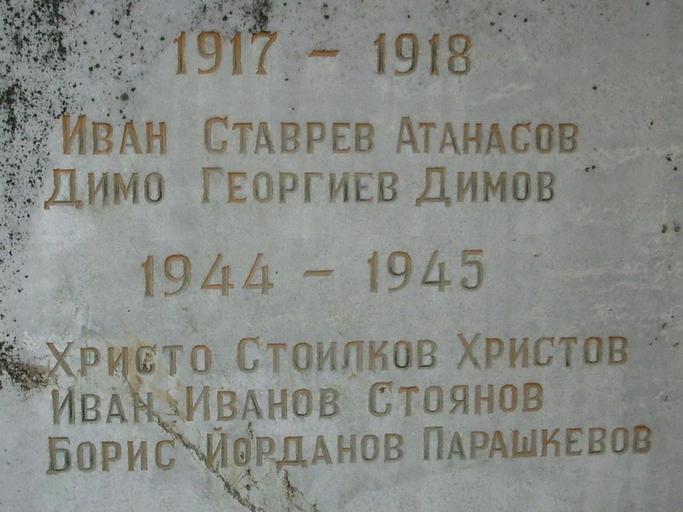 1917 – 1918
Иван Ставрев Атанасов
Димо Георгиев Димов
1944 – 1945
Христо Стоилков Христов
Иван Иванов Стоянов
Борис Йорданов Парашкевов